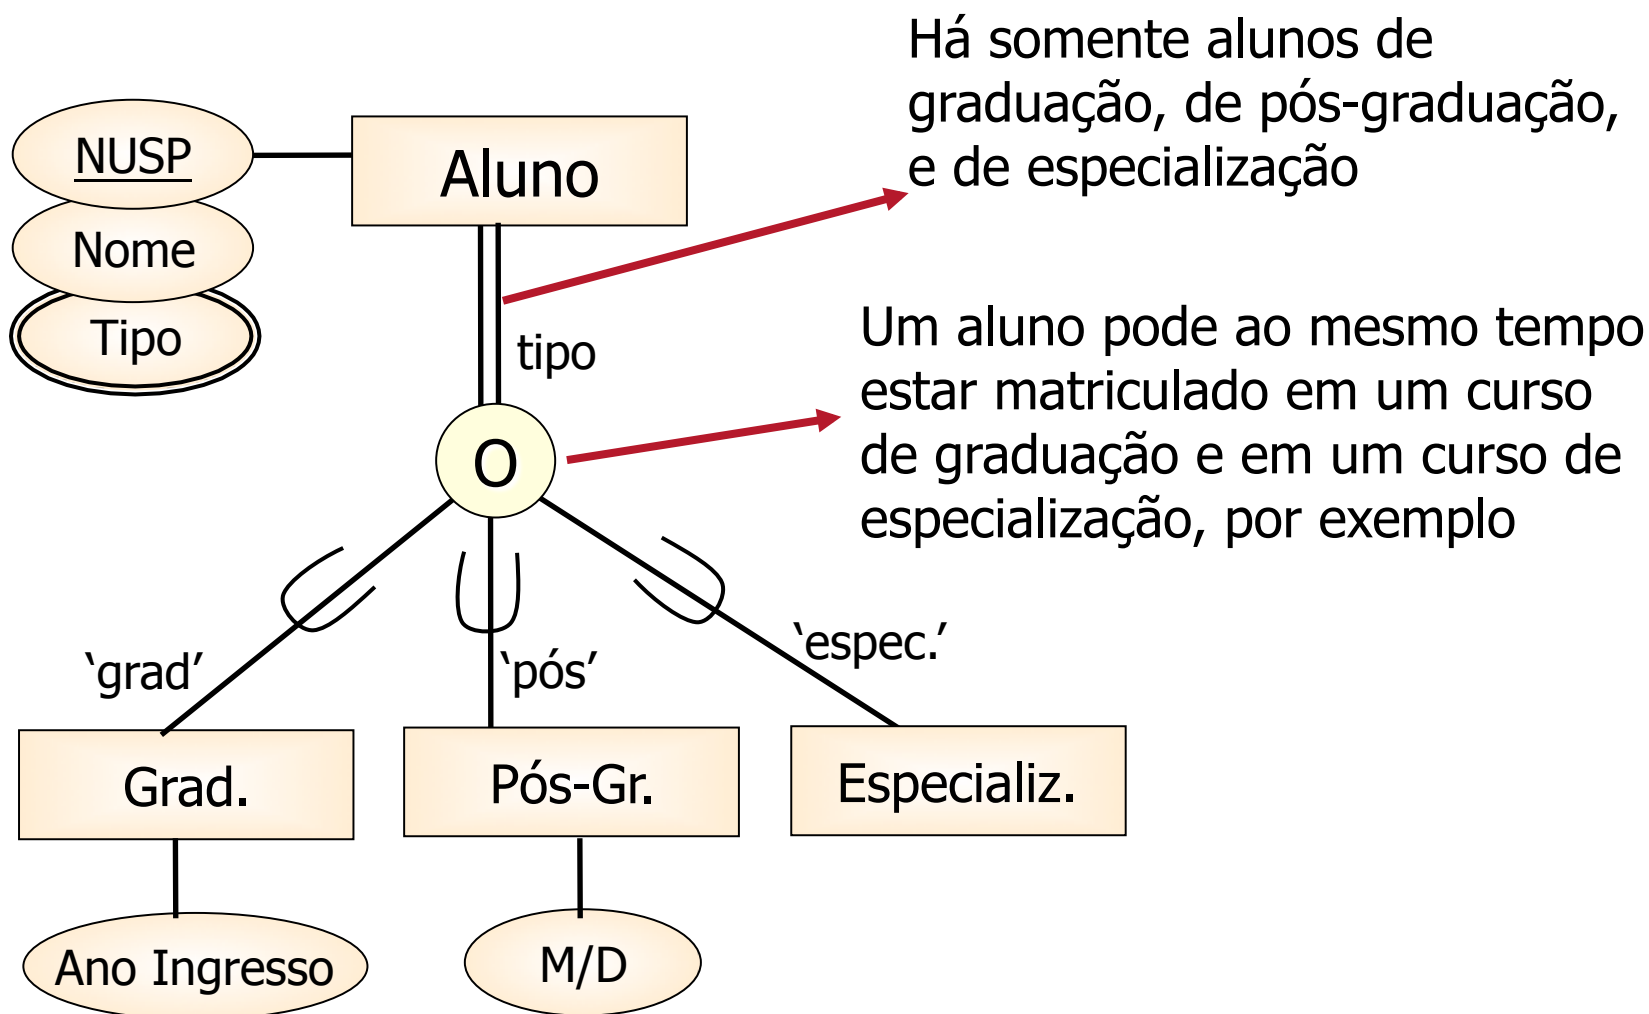 Há somente alunos de
graduação, de pós-graduação,
e de especialização
NUSP
Aluno
Nome
Tipo
tipo
Um aluno pode ao mesmo tempo
estar matriculado em um curso
de graduação e em um curso de
especialização, por exemplo
O
‘grad’
‘pós’
‘espec.’
Grad.
Pós-Gr.
Especializ.
Ano Ingresso
M/D